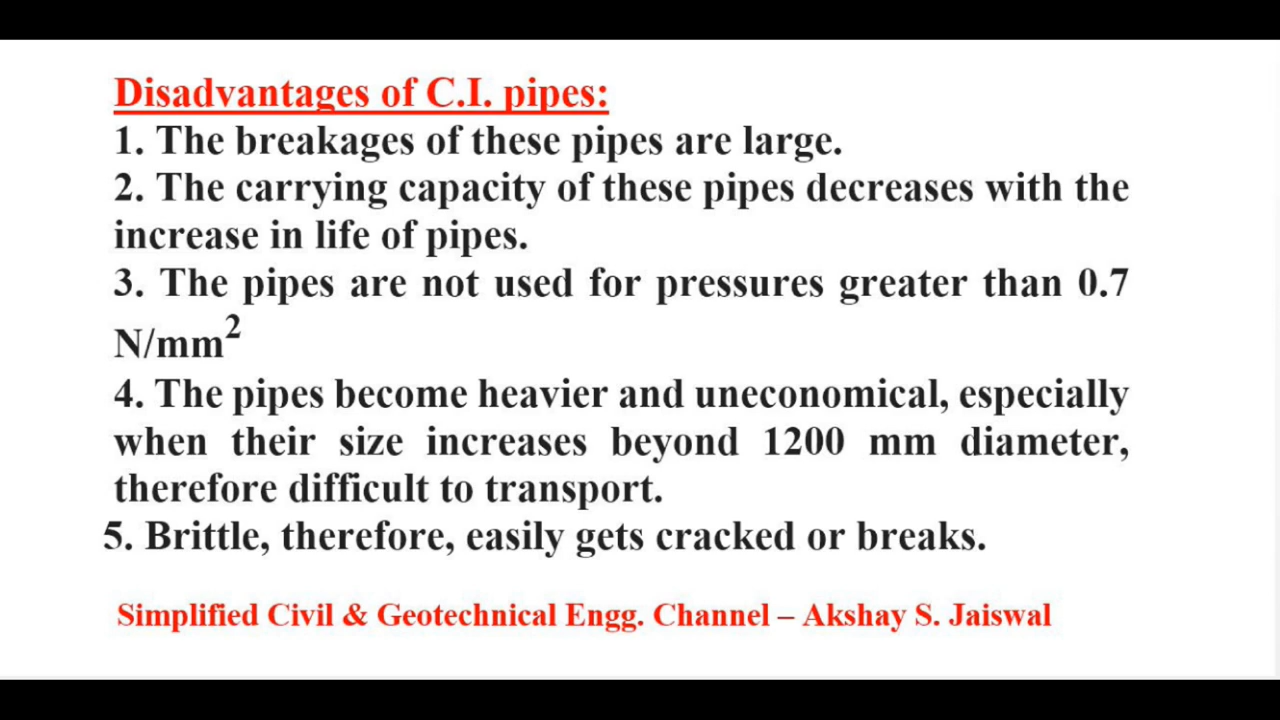 Disadvantages of C.I. pipes:
1. The breakages of these pipes are large.
2. The carrying capacity of these pipes decreases with the
increase in life of pipes.
3. The pipes are not used for pressures greater than 0.7
N/mm²
4. The pipes become heavier and uneconomical, especially
when their size increases beyond 1200 mm diameter,
therefore difficult to transport.
5. Brittle, therefore, easily gets cracked or breaks.
Simplified Civil & Geotechnical Engg. Channel – Akshay S. Jaiswal